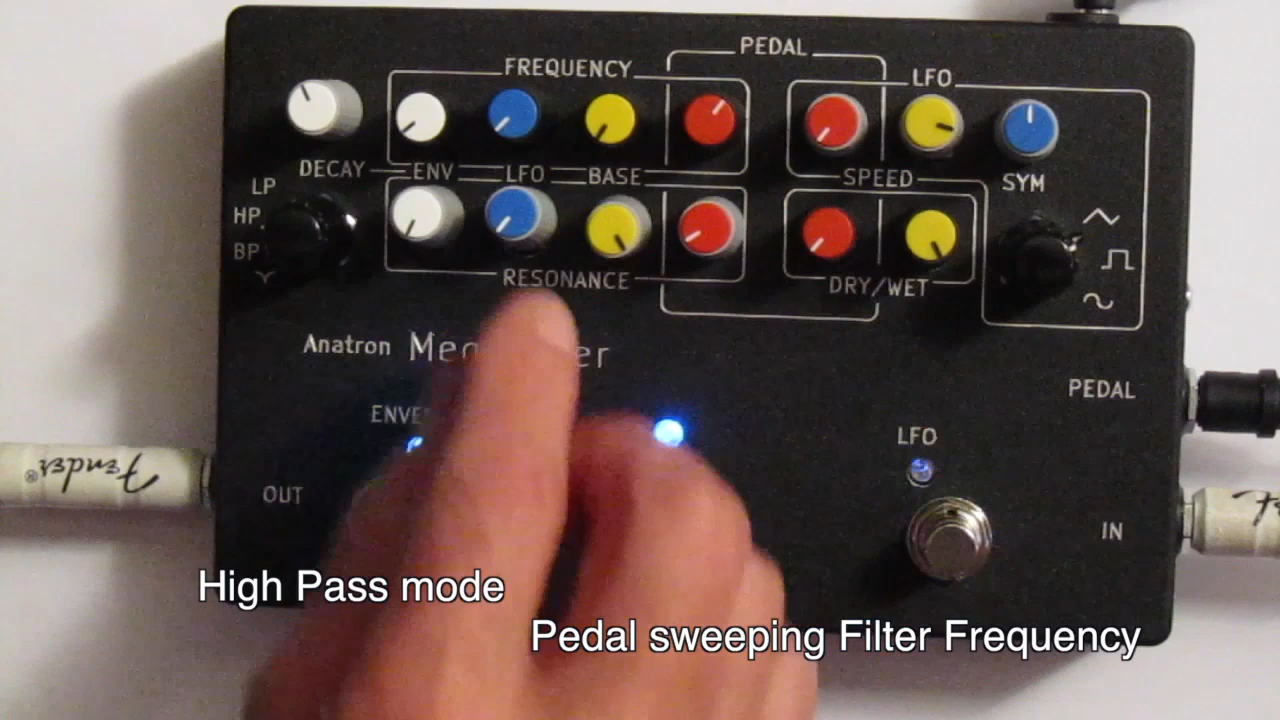 PEDAL
FREQUENCY
LFO
DECAY
ENV
LFO
BASE
SPEED
SYM
LP
HP
BP
RESONANCE
DRY/WET
Anatron
PEDAL
LFO
Fender®
OUT
IN
High Pass mode
Pedal sweeping Filter Frequency